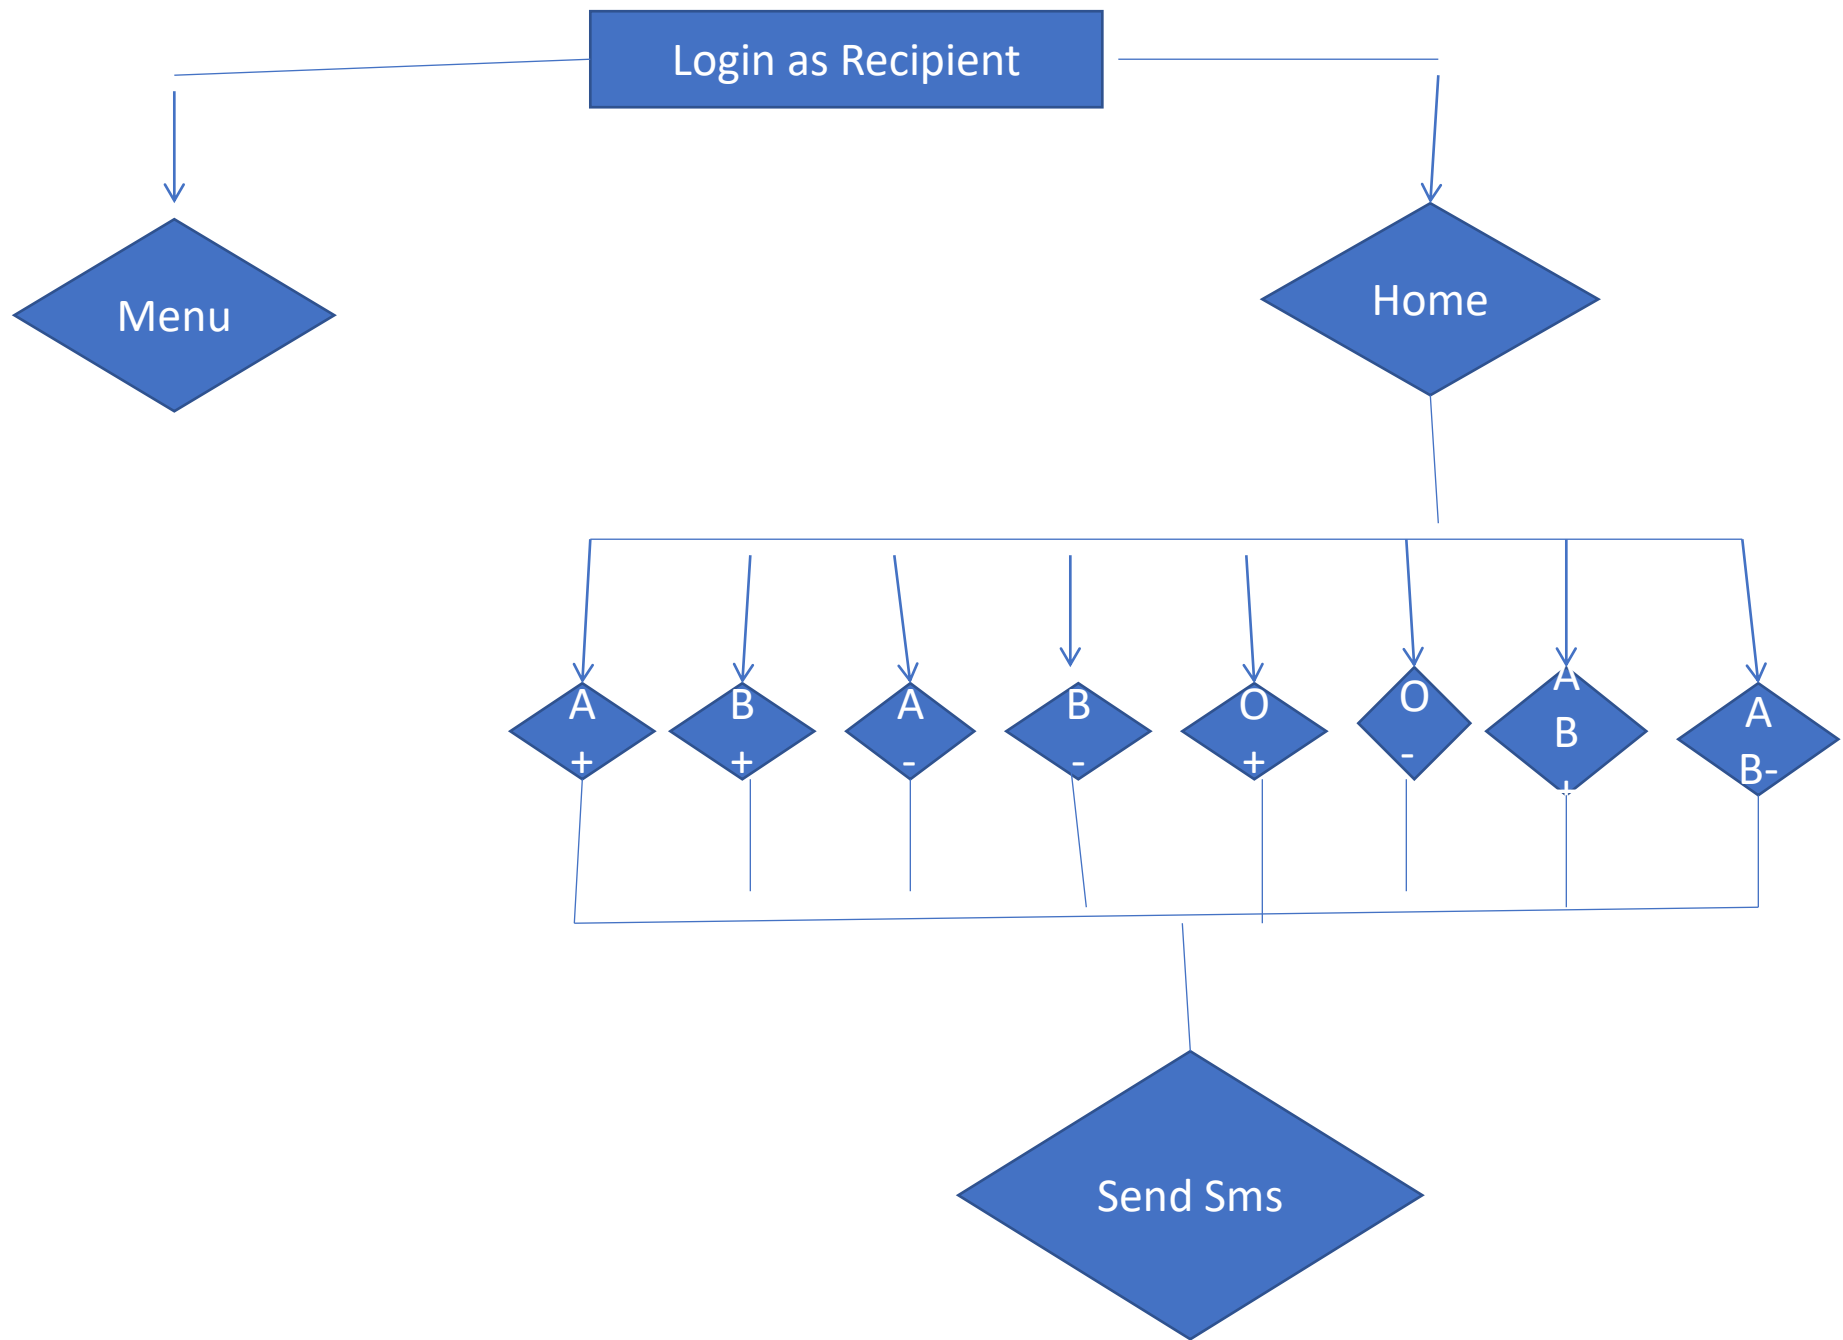 Login as Recipient
Menu
Home
A
+
B
+
A
-
B
-
O
+
O
-
A
B
+
A
B-
Send Sms